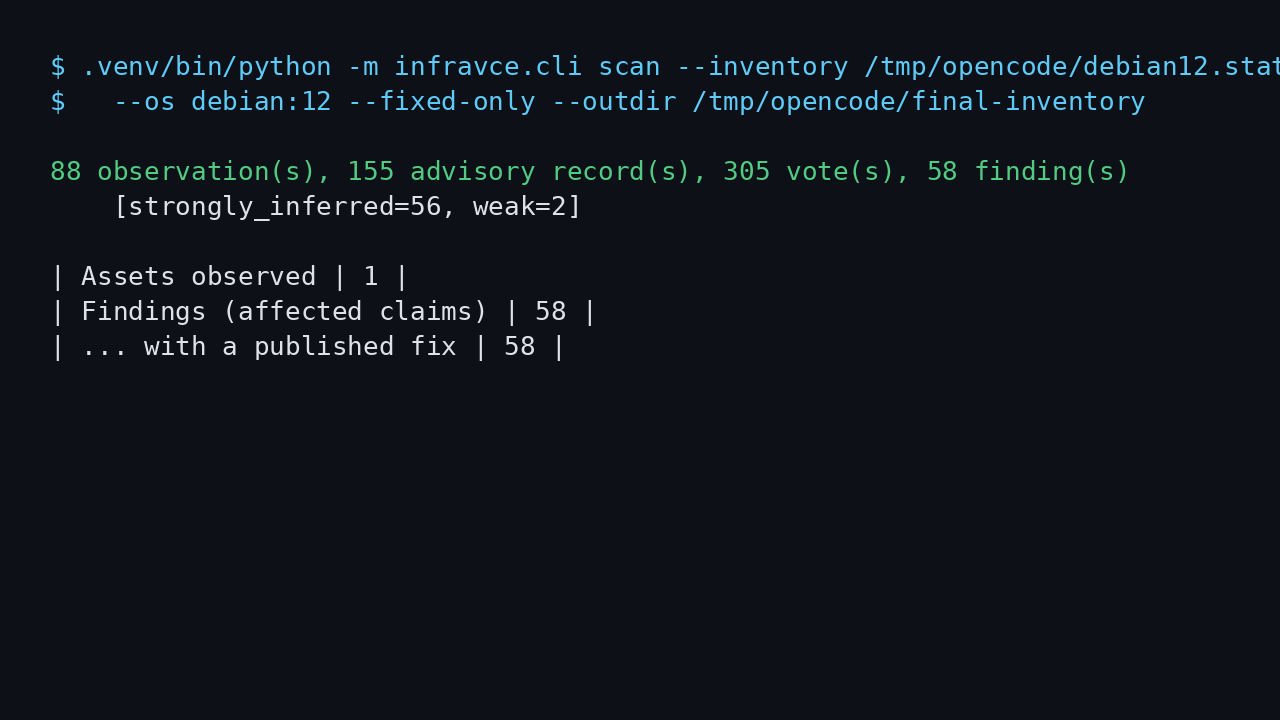 $ .venv/bin/python -m infravce.cli scan --inventory /tmp/opencode/debian12.stat
$   --os debian:12 --fixed-only --outdir /tmp/opencode/final-inventory
88 observation(s), 155 advisory record(s), 305 vote(s), 58 finding(s)
    [strongly_inferred=56, weak=2]
| Assets observed | 1 |
| Findings (affected claims) | 58 |
| ... with a published fix | 58 |